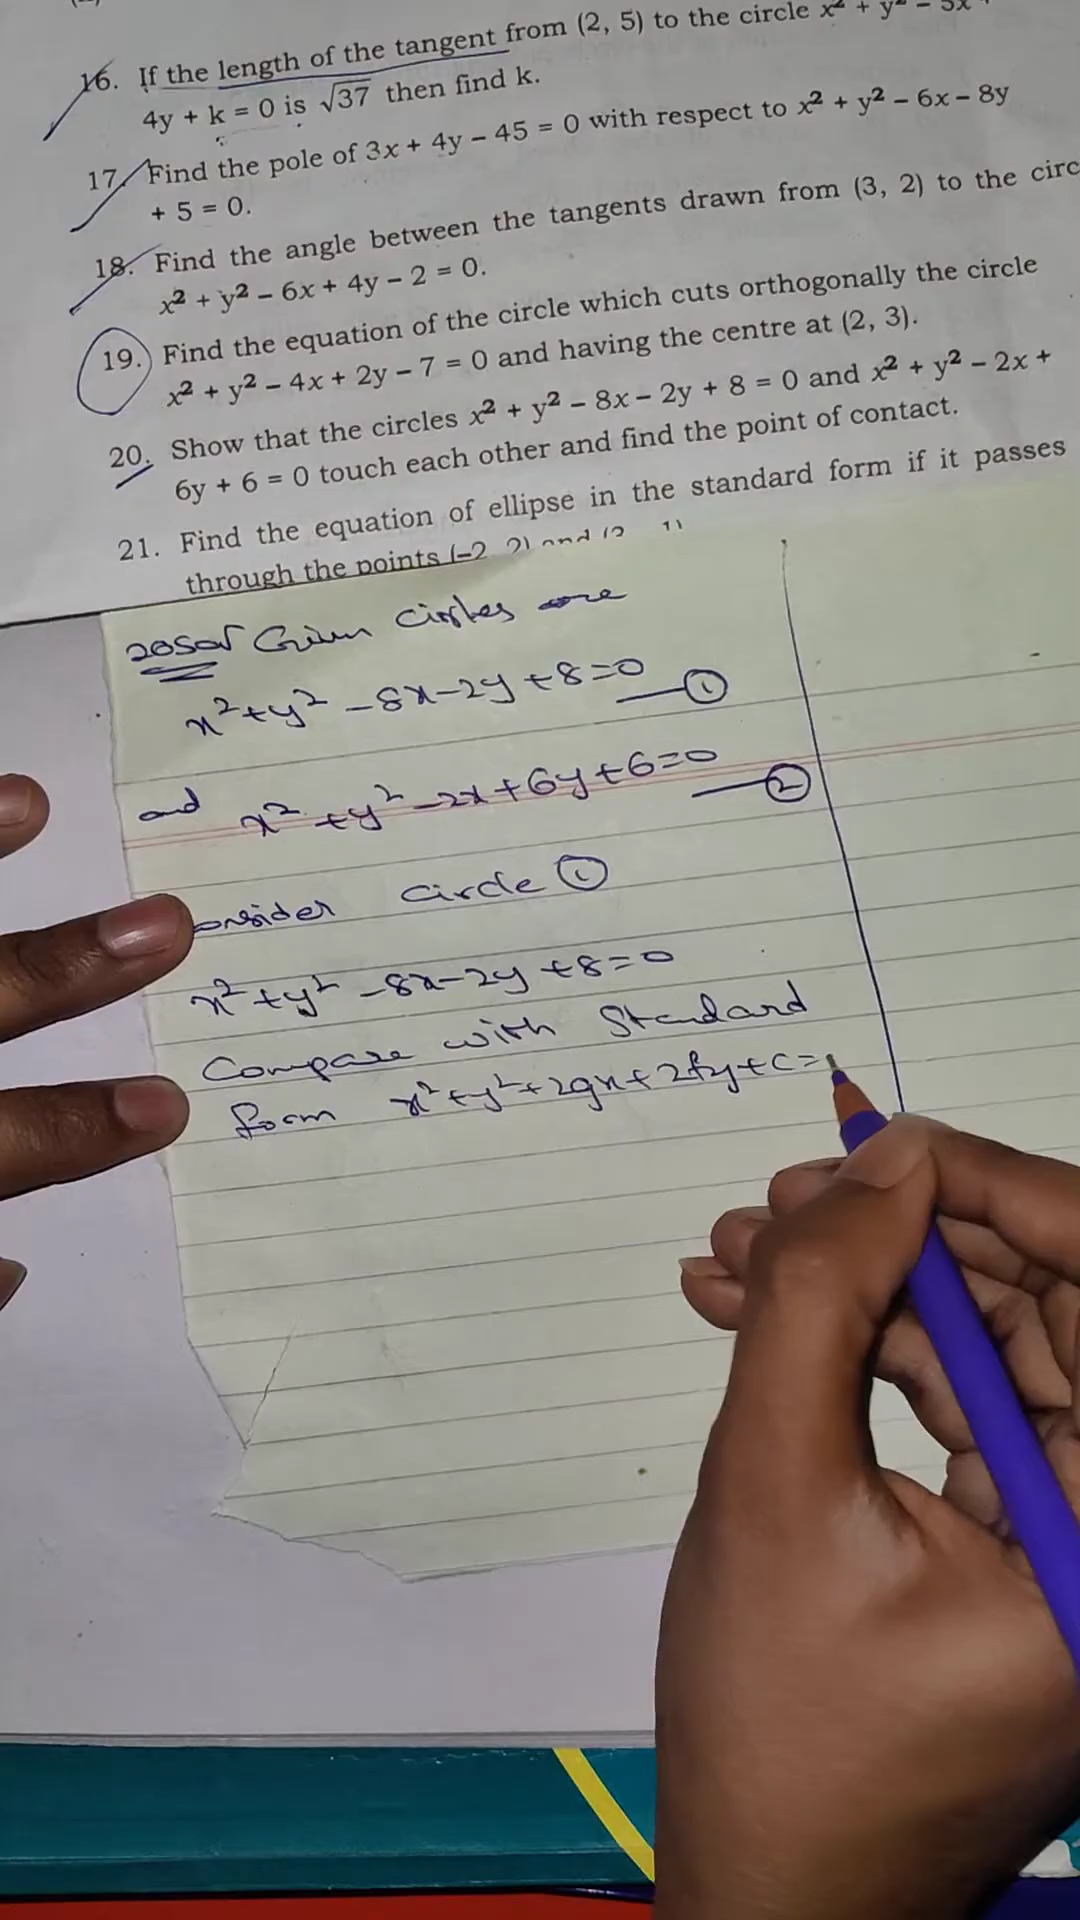 16. If the length of the tangent from (2, 5) to the circle x² + y² – 5x +
4y + k = 0 is √37 then find k.
17. Find the pole of 3x + 4y – 45 = 0 with respect to x² + y² – 6x – 8y
+ 5 = 0.
18. Find the angle between the tangents drawn from (3, 2) to the circ
x² + y² – 6x + 4y – 2 = 0.
19. Find the equation of the circle which cuts orthogonally the circle
x² + y² – 4x + 2y – 7 = 0 and having the centre at (2, 3).
20. Show that the circles x² + y² – 8x – 2y + 8 = 0 and x² + y² – 2x +
6y + 6 = 0 touch each other and find the point of contact.
21. Find the equation of ellipse in the standard form if it passes
through the points (–2, 2) and
20 Sol Given Circles are
x²+y² –8x–2y+8=0 —①
and x²+y²–2x+6y+6=0 —②
onsider Circle ①
x²+y²–8x–2y+8=0
Compare with Standard
form x²+y²+2gx+2fy+c=